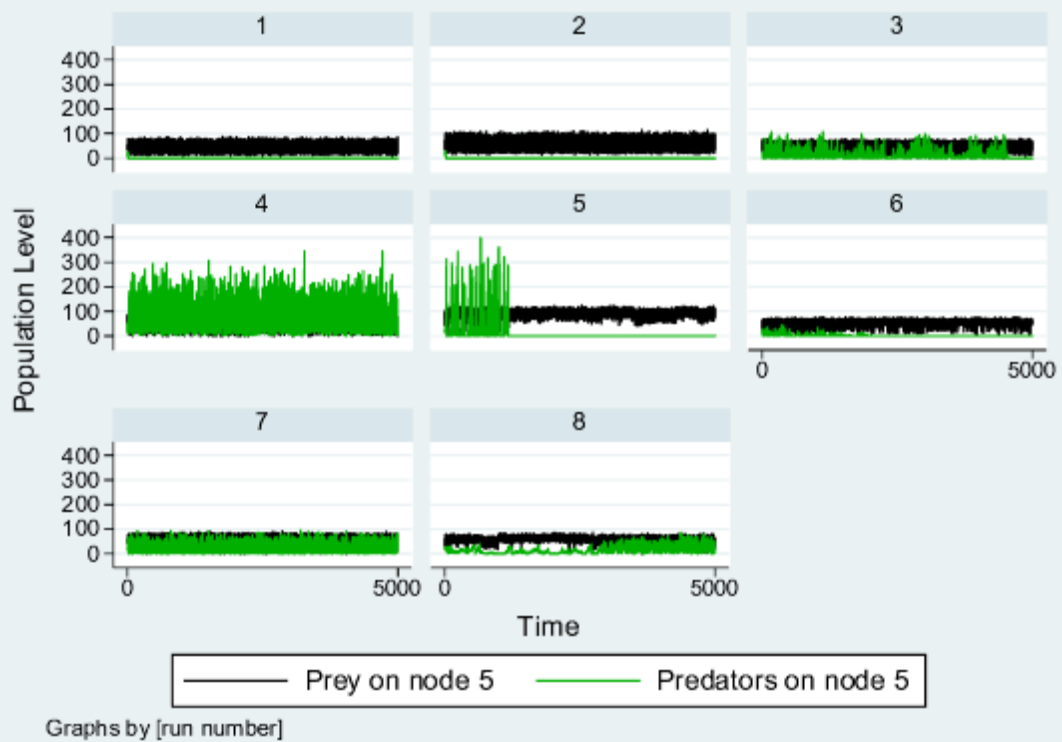 1 2 3
400
300
200
100
0
4 5 6
400
300
200
100
0
0 5000
7 8
400
300
200
100
0
0 5000 0 5000
Population Level
Time
Prey on node 5 Predators on node 5
Graphs by [run number]